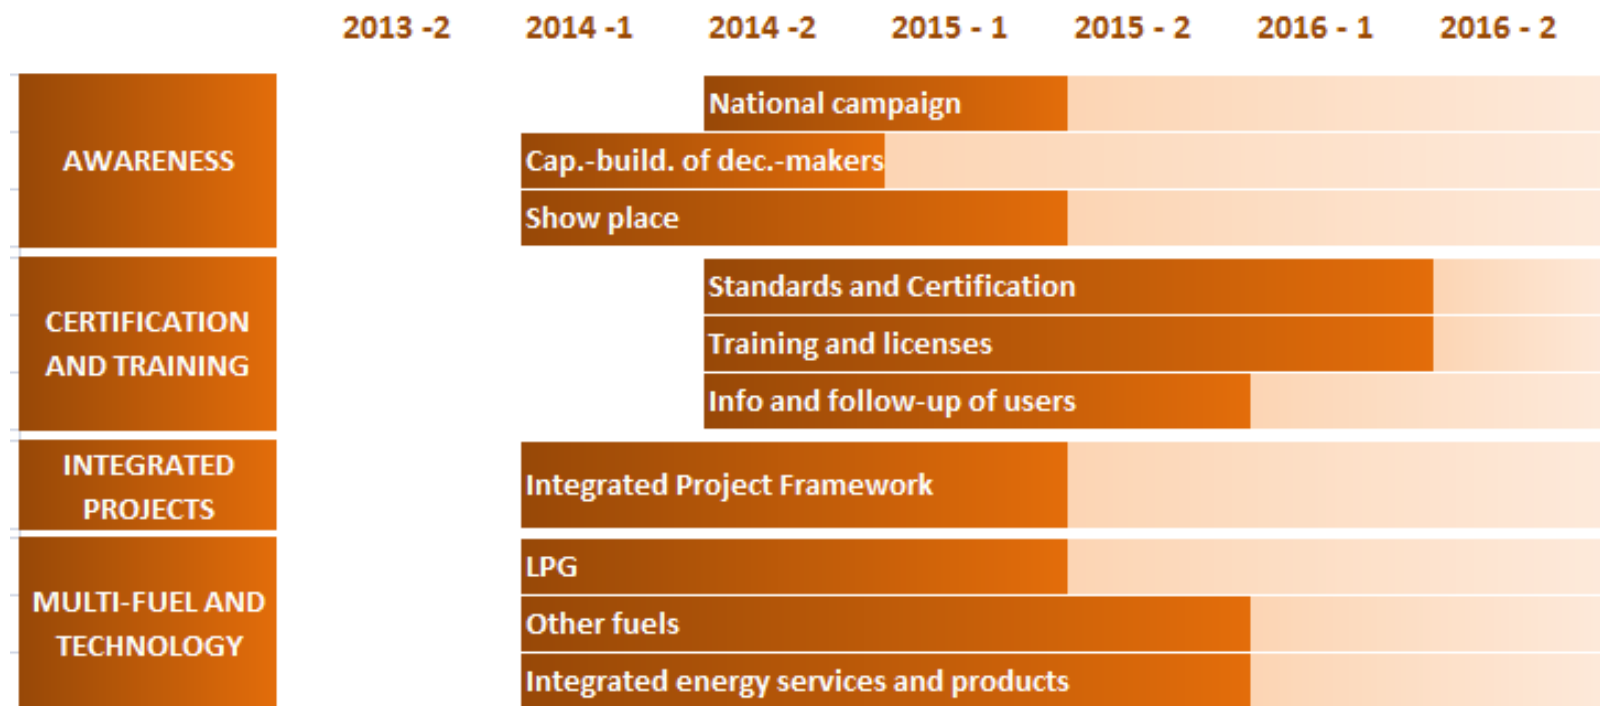 2013 -2 2014 -1 2014 -2 2015 - 1 2015 - 2 2016 - 1 2016 - 2
AWARENESS
National campaign
Cap.-build. of dec.-makers
Show place
CERTIFICATION
AND TRAINING
Standards and Certification
Training and licenses
Info and follow-up of users
INTEGRATED
PROJECTS
Integrated Project Framework
MULTI-FUEL AND
TECHNOLOGY
LPG
Other fuels
Integrated energy services and products